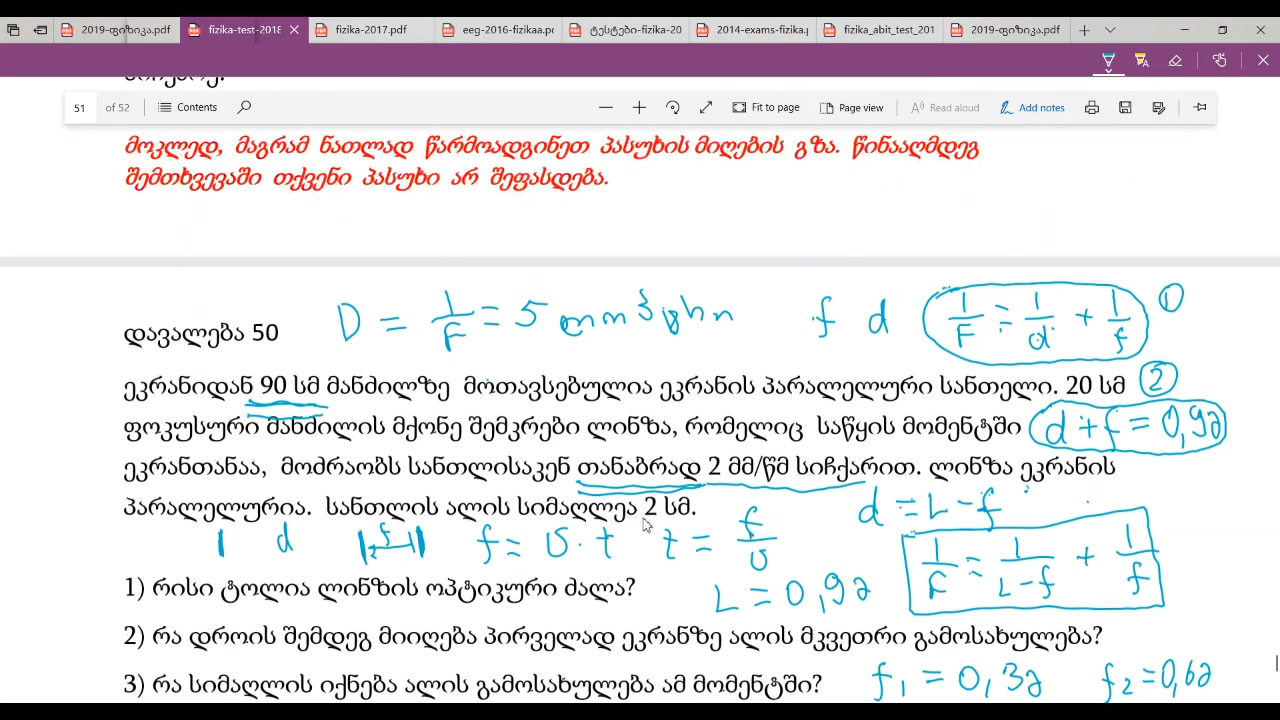 2019-ფიზიკა.pdf fizika-test-2018 fizika-2017.pdf eeg-2016-fizikaa.pc ტესტები-fizika-20 2014-exams-fizika.p fizika_abit_test_201 2019-ფიზიკა.pdf
51 of 52 Contents Fit to page Page view Read aloud Add notes
მოკლედ, მაგრამ ნათლად წარმოადგინეთ პასუხის მიღების გზა. წინააღმდეგ
შემთხვევაში თქვენი პასუხი არ შეფასდება.
D = 1/F = 5 დიოპტრია f d 1/F = 1/d + 1/f 1
დავალება 50
ეკრანიდან 90 სმ მანძილზე მოთავსებულია ეკრანის პარალელური სანთელი. 20 სმ 2
ფოკუსური მანძილის მქონე შემკრები ლინზა, რომელიც საწყის მომენტში d + f = 0,9მ
ეკრანთანაა, მოძრაობს სანთლისაკენ თანაბრად 2 მმ/წმ სიჩქარით. ლინზა ეკრანის
პარალელურია. სანთლის ალის სიმაღლეა 2 სმ. d = L - f
d f f = υ · t t = f/υ 1/F = 1/L-f + 1/f
1) რისი ტოლია ლინზის ოპტიკური ძალა? L = 0,9მ
2) რა დროის შემდეგ მიიღება პირველად ეკრანზე ალის მკვეთრი გამოსახულება?
3) რა სიმაღლის იქნება ალის გამოსახულება ამ მომენტში? f1 = 0,3მ f2 = 0,6მ